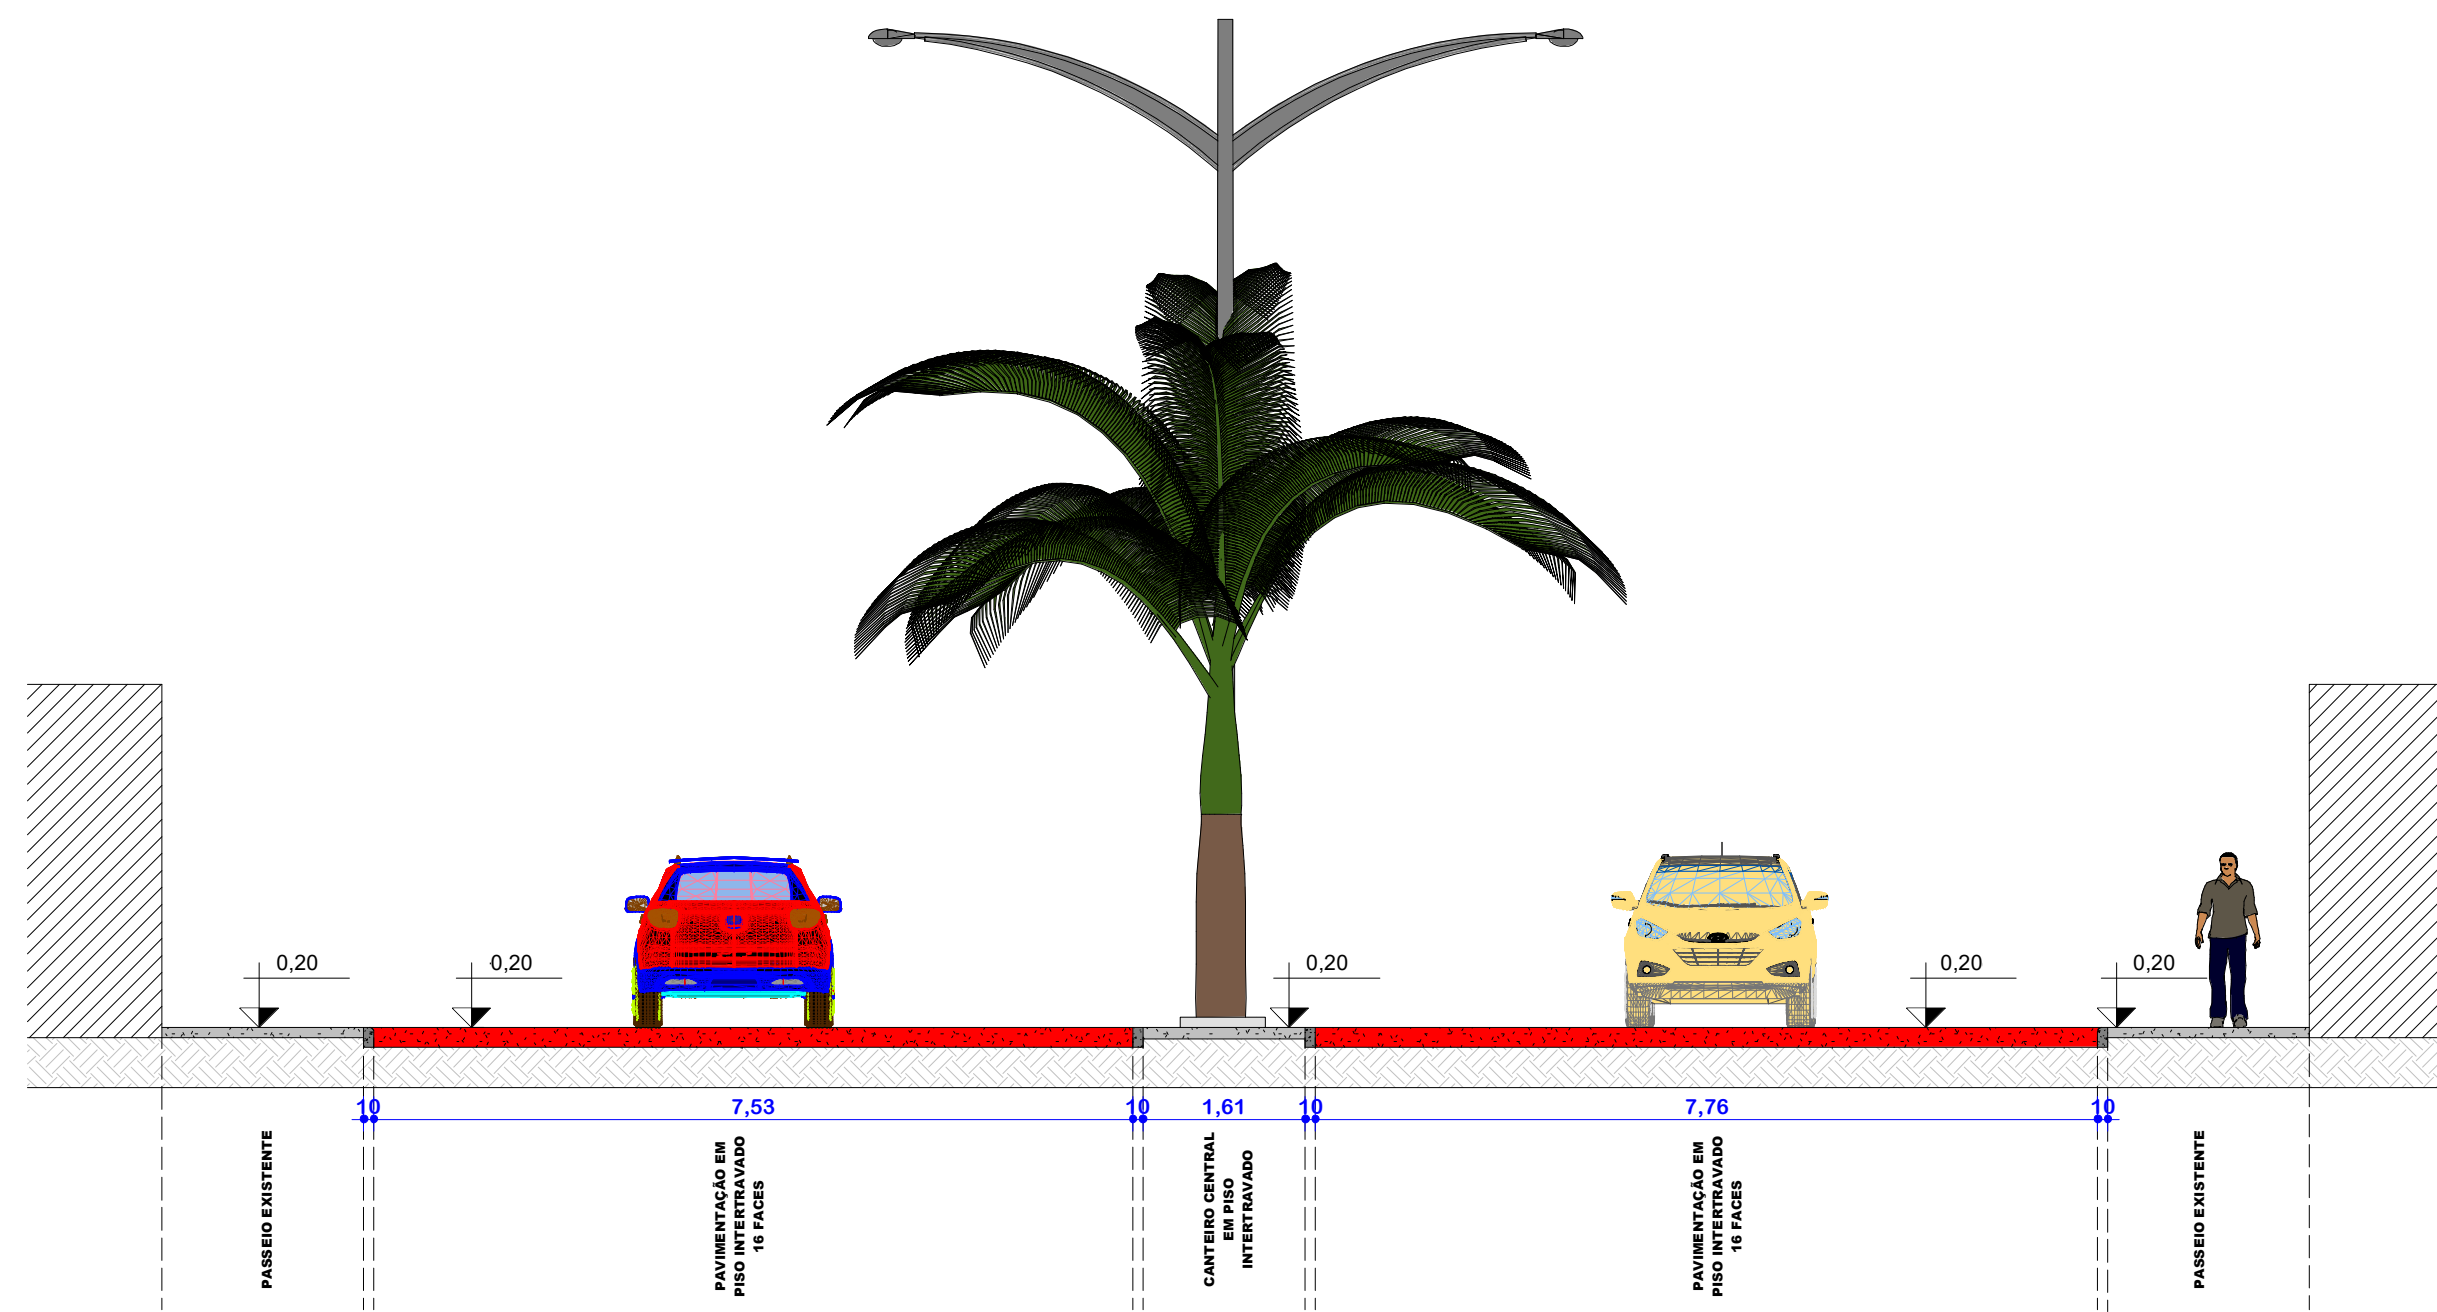 0,20
0,20
0,20
0,20
0,20
10
7,53
10
1,61
10
7,76
10
PASSEIO EXISTENTE
PAVIMENTAÇÃO EM
PISO INTERTRAVADO
16 FACES
CANTEIRO CENTRAL
EM PISO
INTERTRAVADO
PAVIMENTAÇÃO EM
PISO INTERTRAVADO
16 FACES
PASSEIO EXISTENTE